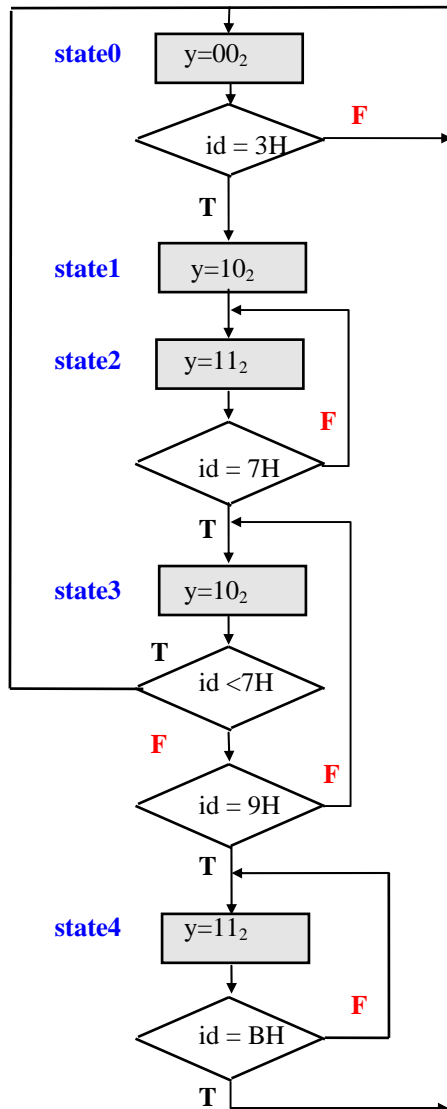 state0
y=00₂
id = 3H
F
T
state1
y=10₂
state2
y=11₂
F
id = 7H
T
state3
y=10₂
T
id <7H
F
F
id = 9H
T
state4
y=11₂
F
id = BH
T